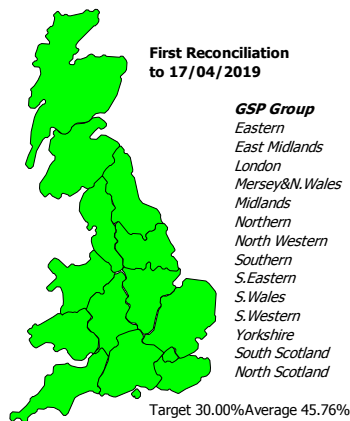 First Reconciliation
to 17/04/2019
GSP Group
Eastern
East Midlands
London
Mersey&N.Wales
Midlands
Northern
North Western
Southern
S.Eastern
S.Wales
S.Western
Yorkshire
South Scotland
North Scotland
Target 30.00%Average 45.76%